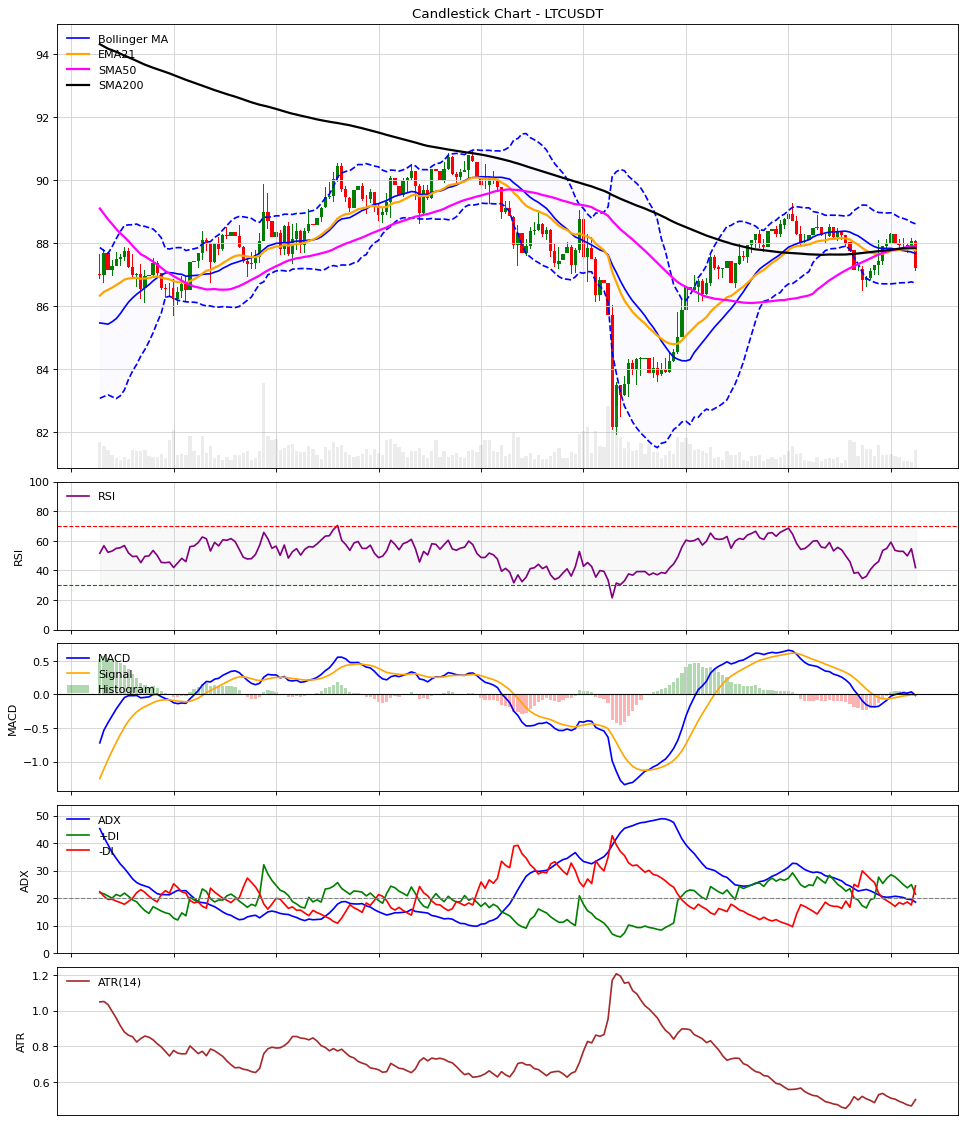 Candlestick Chart - LTCUSDT
Bollinger MA
EMA21
SMA50
SMA200
94
92
90
88
86
84
82
RSI
100
80
60
40
20
0
RSI
MACD
Signal
Histogram
0.5
0.0
−0.5
−1.0
MACD
ADX
+DI
-DI
50
40
30
20
10
0
ADX
ATR(14)
1.2
1.0
0.8
0.6
ATR